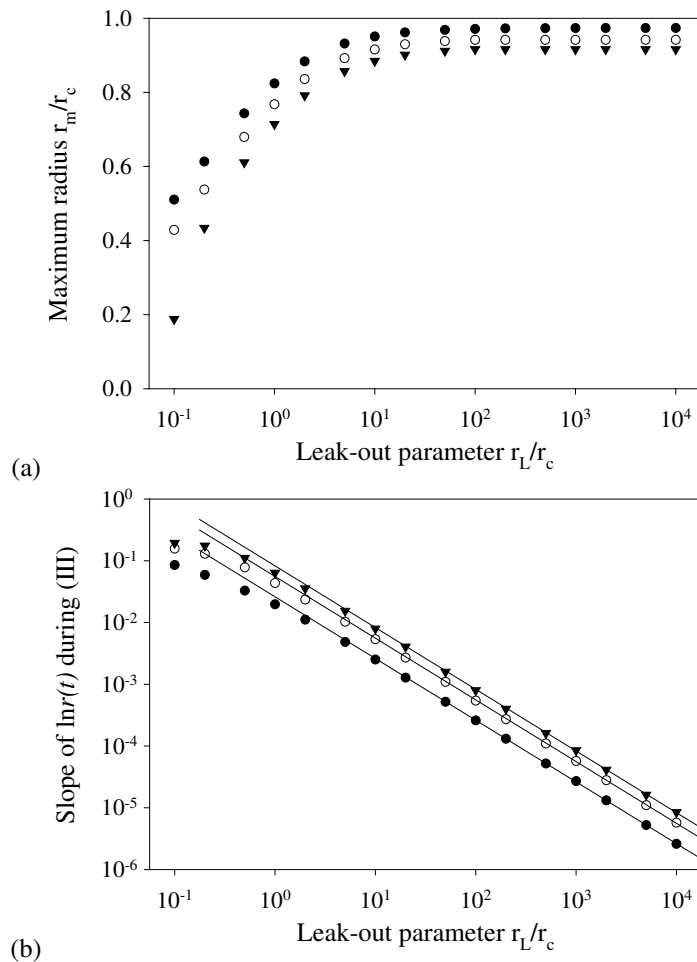 Maximum radius r_m/r_c
1.0
0.8
0.6
0.4
0.2
0.0
10^-1 10^0 10^1 10^2 10^3 10^4
Leak-out parameter r_L/r_c
(a)
Slope of lnr(t) during (III)
10^0
10^-1
10^-2
10^-3
10^-4
10^-5
10^-6
10^-1 10^0 10^1 10^2 10^3 10^4
Leak-out parameter r_L/r_c
(b)